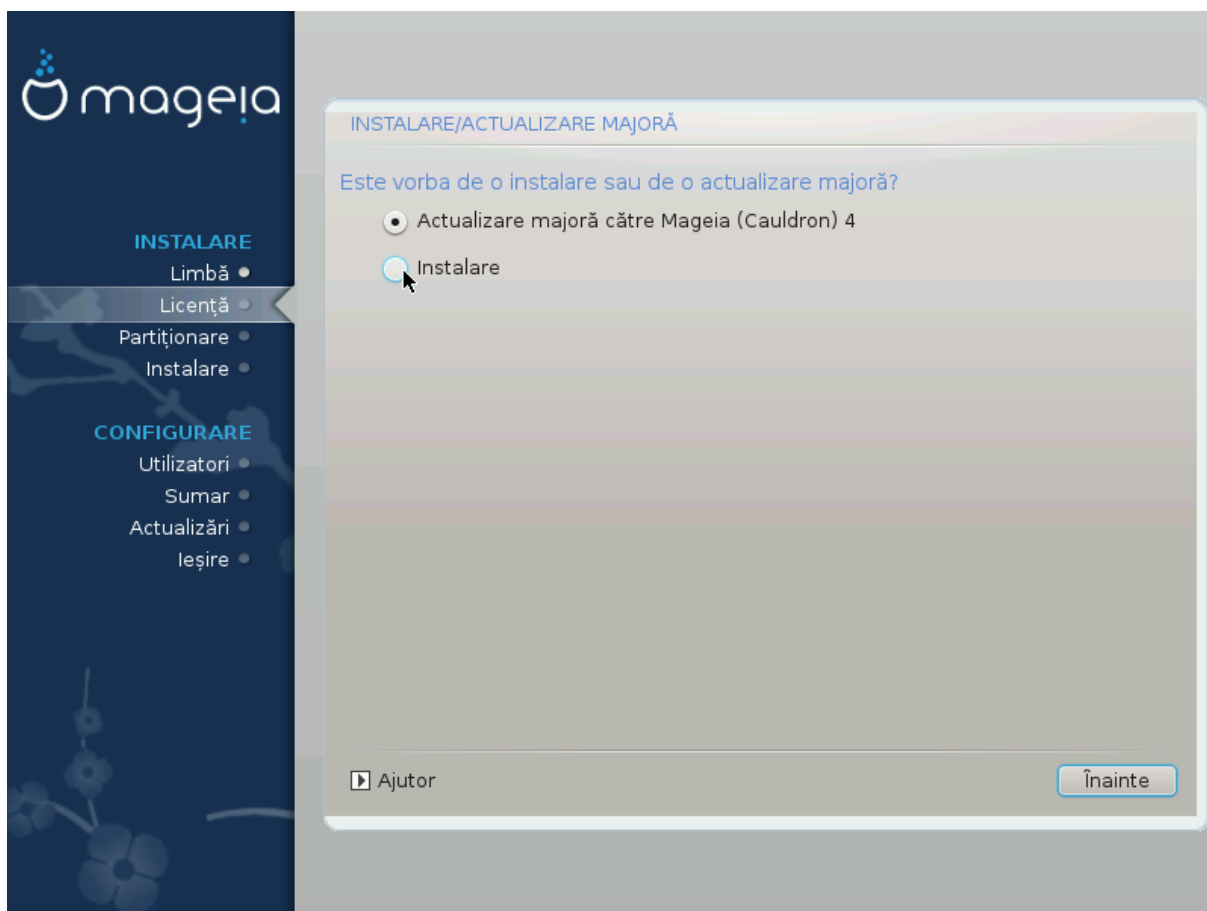 mageia
INSTALARE
Limbă
Licență
Partiționare
Instalare
CONFIGURARE
Utilizatori
Sumar
Actualizări
Ieșire
INSTALARE/ACTUALIZARE MAJORĂ
Este vorba de o instalare sau de o actualizare majoră?
Actualizare majoră către Mageia (Cauldron) 4
Instalare
Ajutor
Înainte